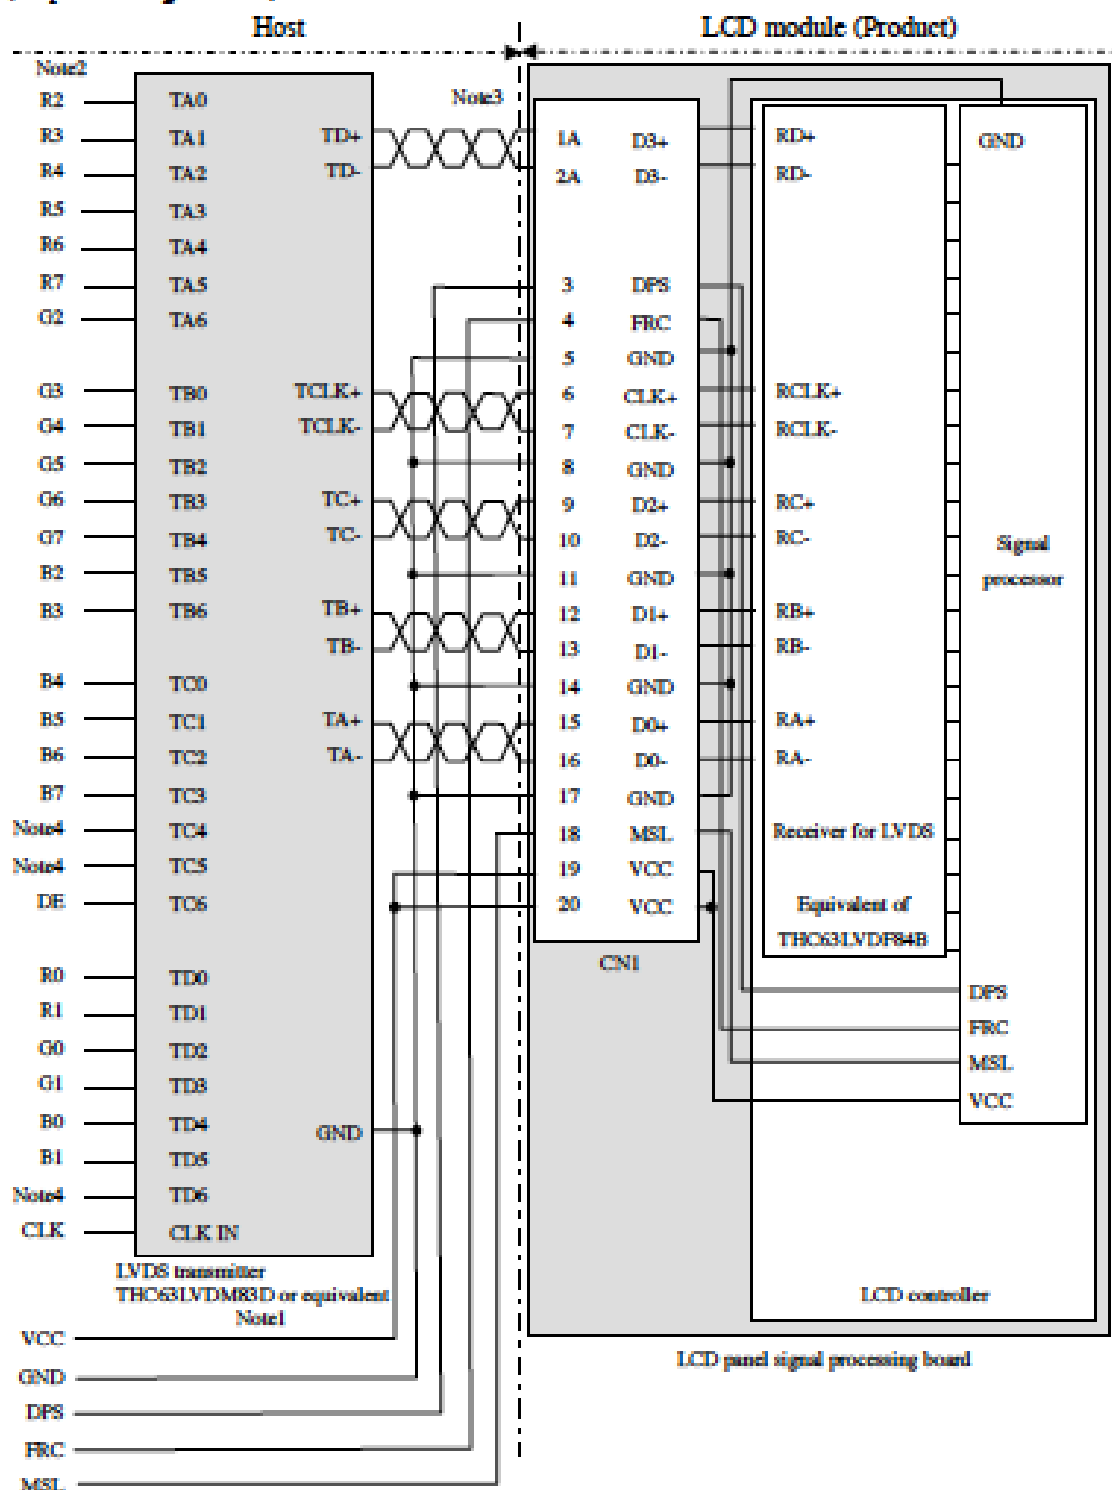 Host
LCD module (Product)
Note2
Note3
R2 TA0
R3 TA1 TD+ 1A D3+ RD+ GND
R4 TA2 TD- 2A D3- RD-
R5 TA3
R6 TA4
R7 TA5 3 DPS
G2 TA6 4 FRC
5 GND
G3 TB0 TCLK+ 6 CLK+ RCLK+
G4 TB1 TCLK- 7 CLK- RCLK-
G5 TB2 8 GND
G6 TB3 TC+ 9 D2+ RC+
G7 TB4 TC- 10 D2- RC-
Signal
processor
B2 TB5 11 GND
B3 TB6 TB+ 12 D1+ RB+
TB- 13 D1- RB-
B4 TC0 14 GND
B5 TC1 TA+ 15 D0+ RA+
B6 TC2 TA- 16 D0- RA-
B7 TC3 17 GND
Note4 TC4 18 MSL Receiver for LVDS
Note4 TC5 19 VCC
DE TC6 20 VCC Equivalent of
THC63LVDF84B
CN1
R0 TD0
R1 TD1
G0 TD2
G1 TD3
B0 TD4 GND
B1 TD5
Note4 TD6
CLK CLK IN
DPS
FRC
MSL
VCC
LVDS transmitter
THC63LVDM83D or equivalent
Note1
LCD controller
LCD panel signal processing board
VCC
GND
DPS
FRC
MSL